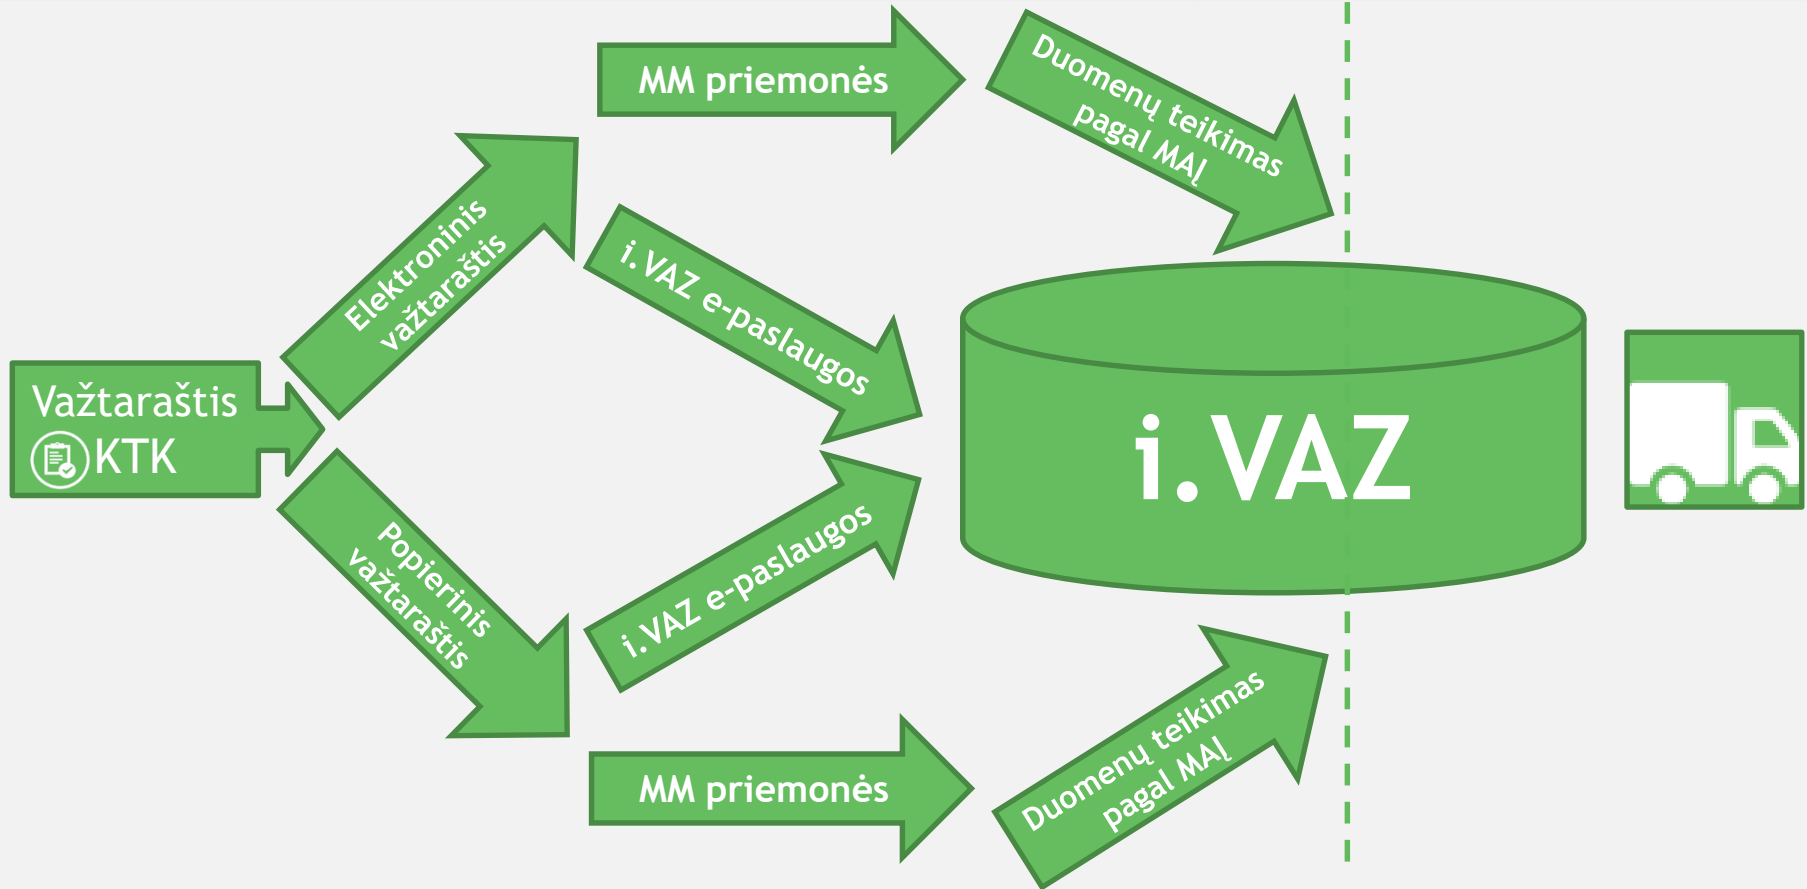 MM priemonės
Duomenų teikimas
pagal MAĮ
Elektroninis
važtaraštis
i.VAZ e-paslaugos
Važtaraštis
KTK
i.VAZ
Popierinis
važtaraštis
i.VAZ e-paslaugos
MM priemonės
Duomenų teikimas
pagal MAĮ